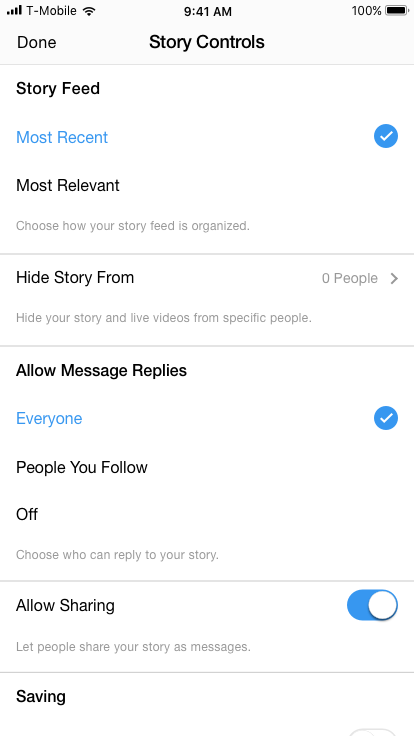 T-Mobile 9:41 AM 100%
Done Story Controls
Story Feed
Most Recent
Most Relevant
Choose how your story feed is organized.
Hide Story From 0 People
Hide your story and live videos from specific people.
Allow Message Replies
Everyone
People You Follow
Off
Choose who can reply to your story.
Allow Sharing
Let people share your story as messages.
Saving